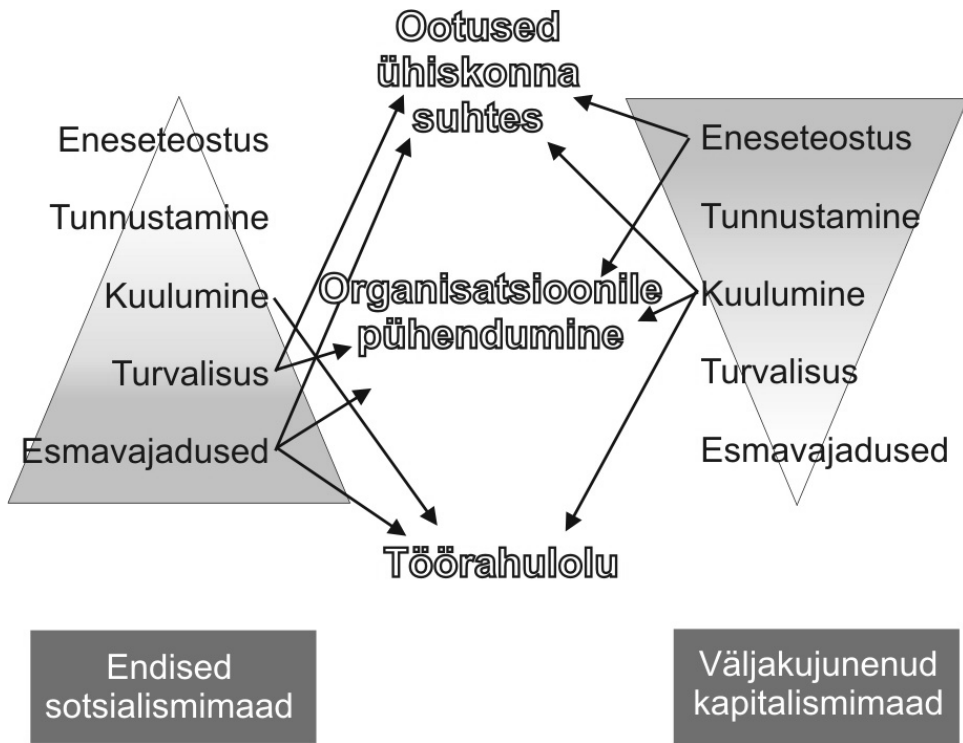 Ootused
ühiskonna
suhtes
Eneseteostus
Tunnustamine
Kuulumine
Turvalisus
Esmavajadused
Organisatsioonile
pühendumine
Töörahulolu
Eneseteostus
Tunnustamine
Kuulumine
Turvalisus
Esmavajadused
Endised
sotsialismimaad
Väljakujunenud
kapitalismimaad